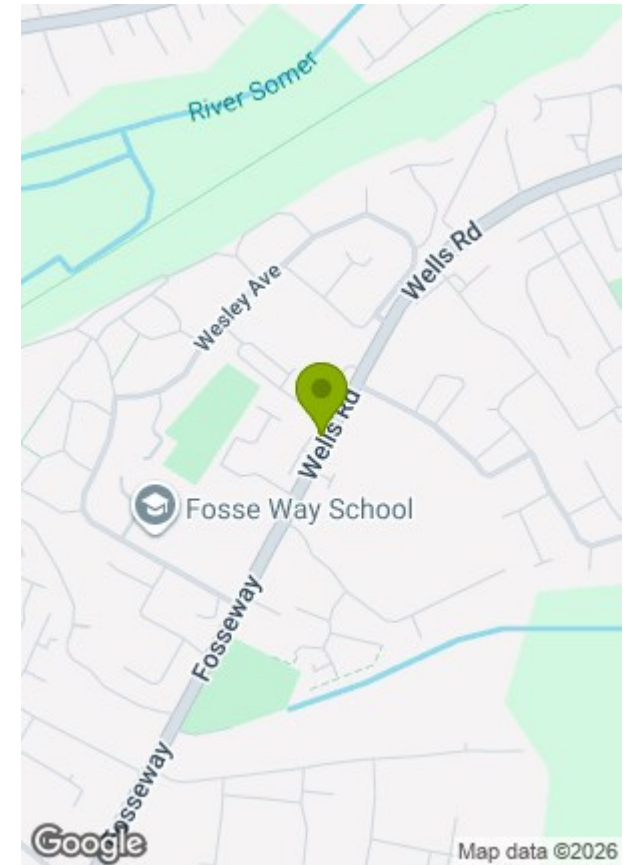 River Somer
Wells Rd
Wesley Ave
Wells Rd
Fosse Way School
Fosseway
Fosseway
Google
Map data ©2026